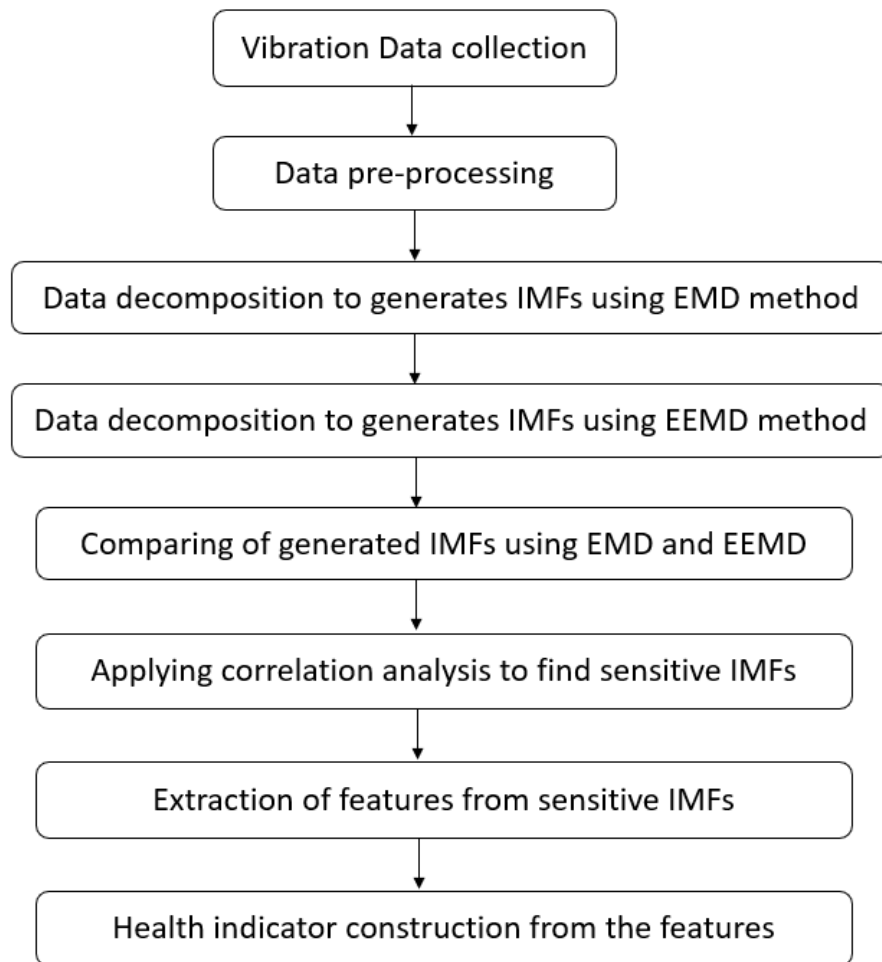 Vibration Data collection
Data pre-processing
Data decomposition to generates IMFs using EMD method
Data decomposition to generates IMFs using EEMD method
Comparing of generated IMFs using EMD and EEMD
Applying correlation analysis to find sensitive IMFs
Extraction of features from sensitive IMFs
Health indicator construction from the features